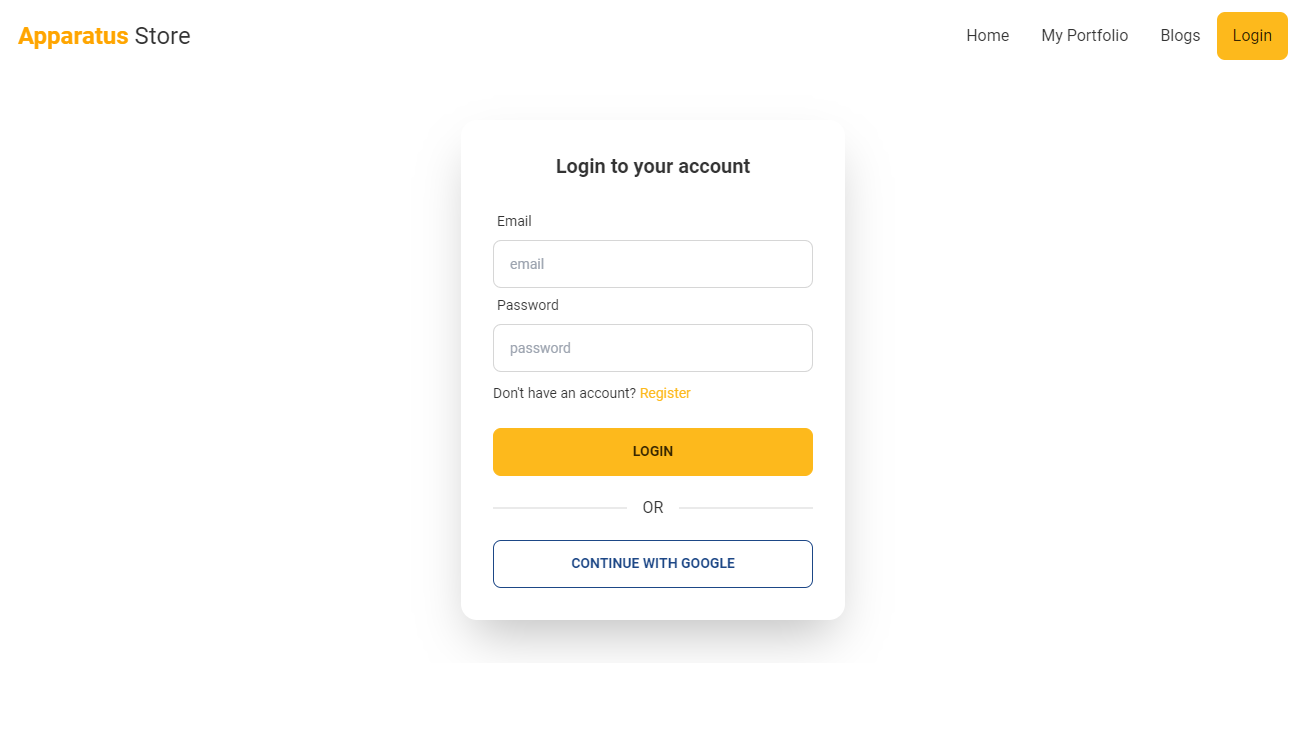 Apparatus Store
Home My Portfolio Blogs Login
Login to your account
Email
email
Password
password
Don't have an account? Register
LOGIN
OR
CONTINUE WITH GOOGLE